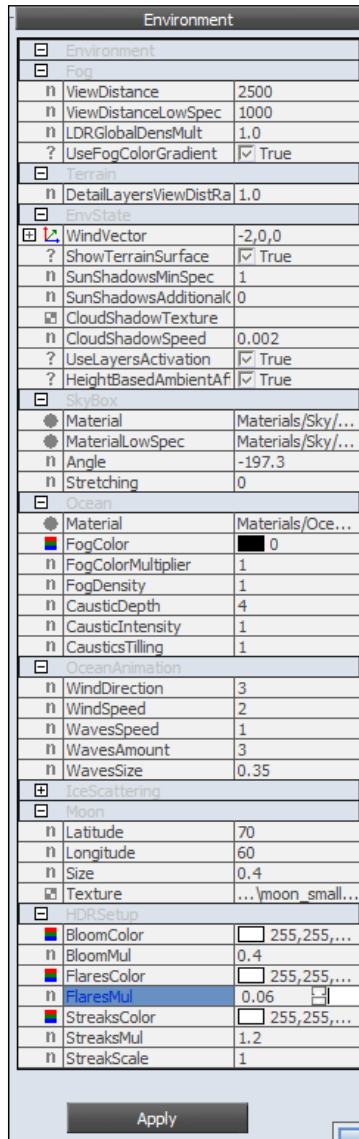 Environment
Environment
Fog
n ViewDistance 2500
n ViewDistanceLowSpec 1000
n LDRGlobalDensMult 1.0
? UseFogColorGradient True
Terrain
n DetailLayersViewDistRa 1.0
EnvState
WindVector -2,0,0
? ShowTerrainSurface True
n SunShadowsMinSpec 1
n SunShadowsAdditional( 0
CloudShadowTexture
n CloudShadowSpeed 0.002
? UseLayersActivation True
? HeightBasedAmbientAf True
SkyBox
Material Materials/Sky/...
MaterialLowSpec Materials/Sky/...
n Angle -197.3
n Stretching 0
Ocean
Material Materials/Oce...
FogColor 0
n FogColorMultiplier 1
n FogDensity 1
n CausticDepth 4
n CausticIntensity 1
n CausticsTilling 1
OceanAnimation
n WindDirection 3
n WindSpeed 2
n WavesSpeed 1
n WavesAmount 3
n WavesSize 0.35
IceScattering
Moon
n Latitude 70
n Longitude 60
n Size 0.4
Texture ...\moon_small...
HDRSetup
BloomColor 255,255,...
n BloomMul 0.4
FlaresColor 255,255,...
n FlaresMul 0.06
StreaksColor 255,255,...
n StreaksMul 1.2
n StreakScale 1
Apply